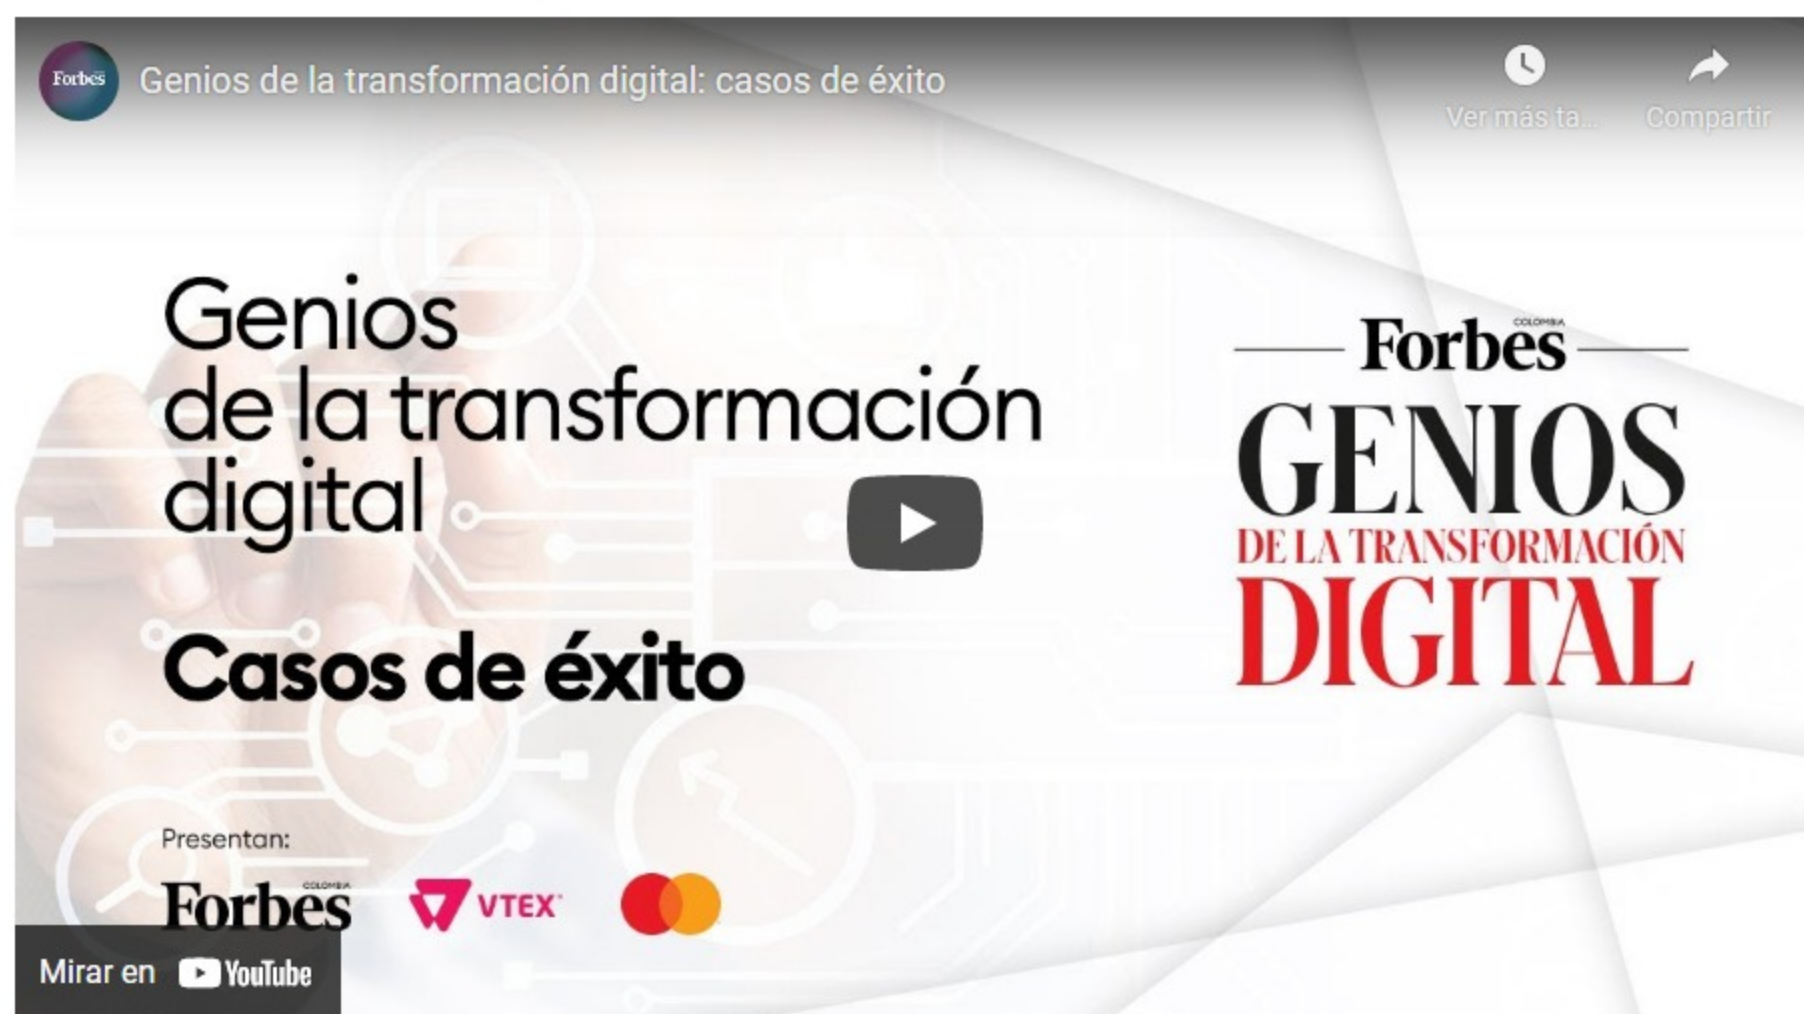 Forbes
Genios de la transformación digital: casos de éxito
Ver más ta...
Compartir
Genios
de la transformación
digital
Casos de éxito
Presentan:
Forbes
COLOMBIA
VTEX
Forbes
COLOMBIA
GENIOS
DE LA TRANSFORMACIÓN
DIGITAL
Mirar en YouTube